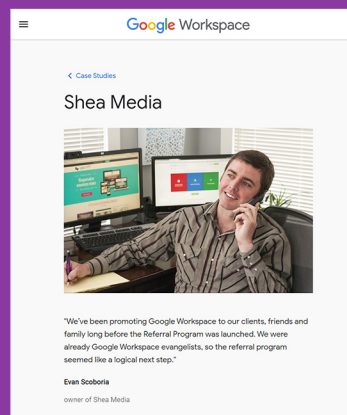 Google Workspace
Case Studies
Shea Media
"We've been promoting Google Workspace to our clients, friends and
family long before the Referral Program was launched. We were
already Google Workspace evangelists, so the referral program
seemed like a logical next step."
Evan Scoboria
owner of Shea Media